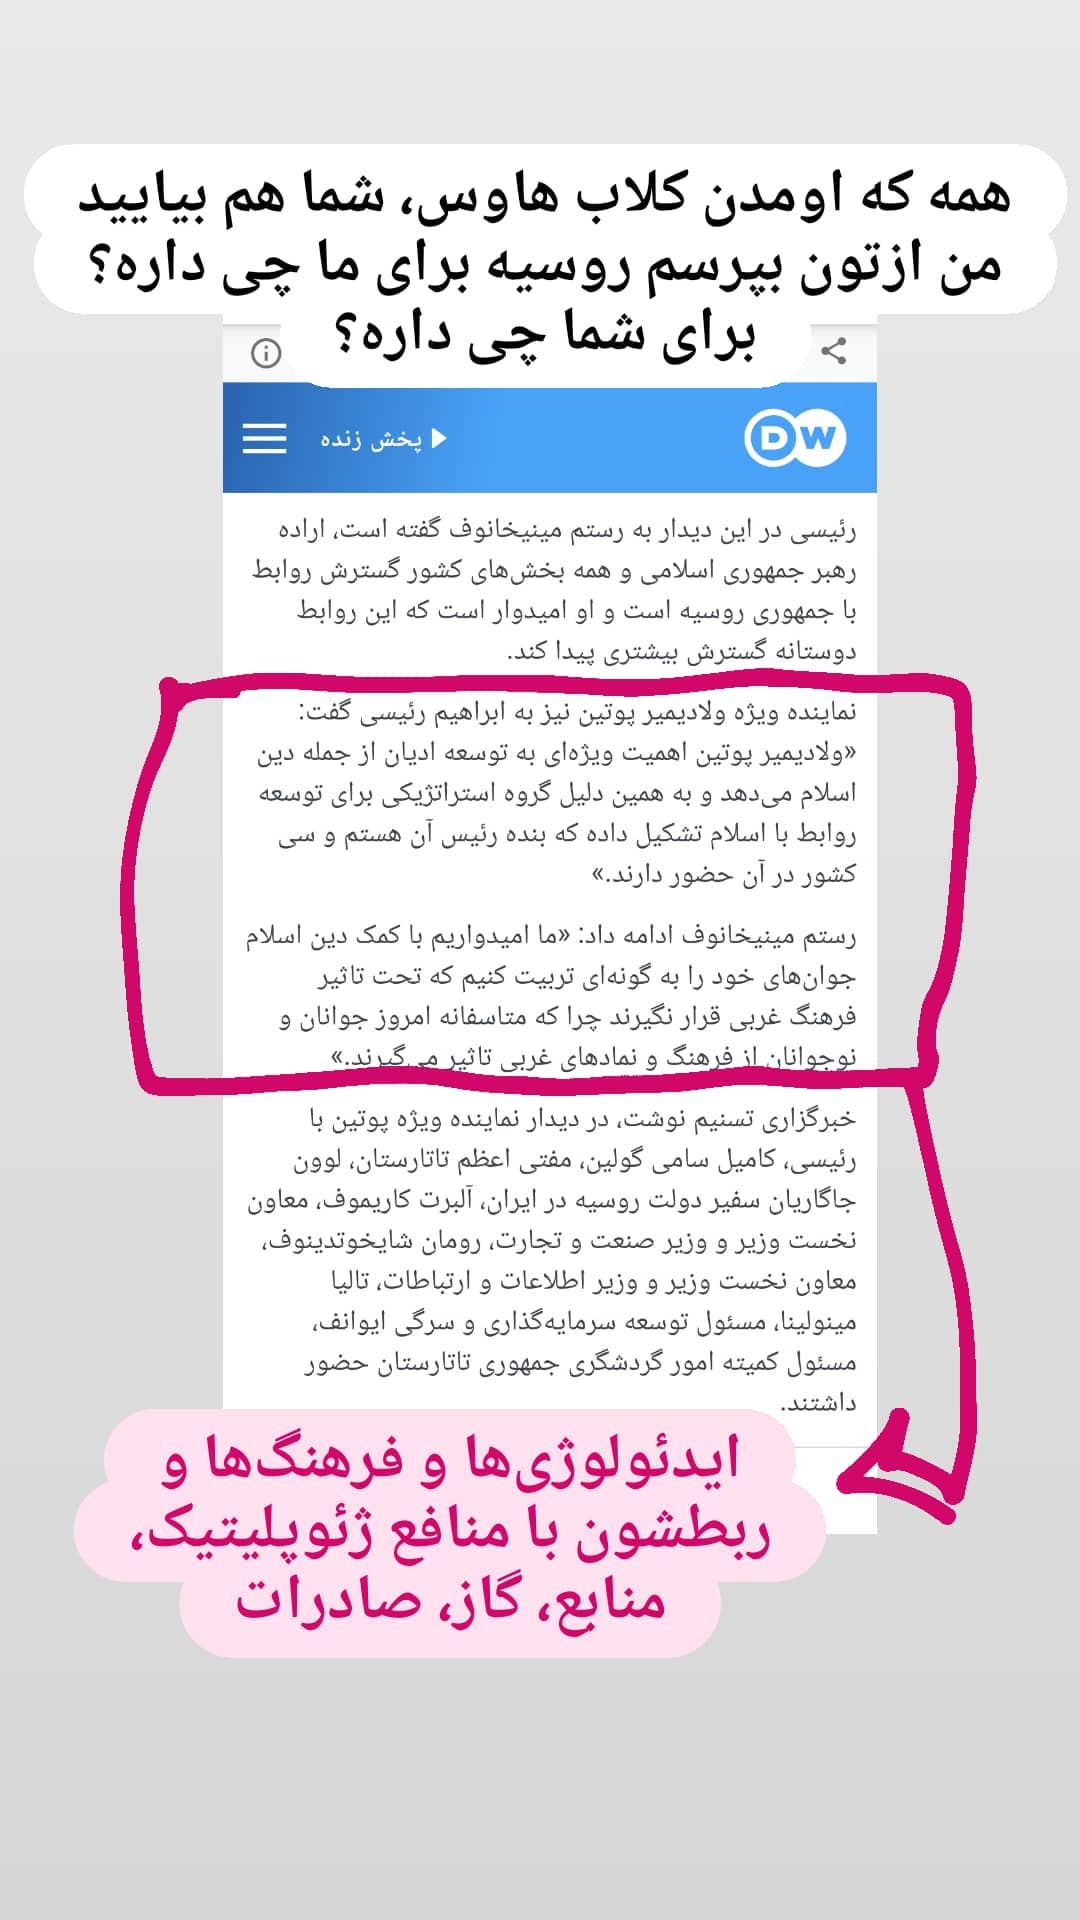 همه که اومدن کلاب هاوس، شما هم بیایید
من ازتون بپرسم روسیه برای ما چی داره؟
برای شما چی داره؟
DW
پخش زنده
رئیسی در این دیدار به رستم مینیخانوف گفته است، اراده
رهبر جمهوری اسلامی و همه بخش‌های کشور گسترش روابط
با جمهوری روسیه است و او امیدوار است که این روابط
دوستانه گسترش بیشتری پیدا کند.
نماینده ویژه ولادیمیر پوتین نیز به ابراهیم رئیسی گفت:
«ولادیمیر پوتین اهمیت ویژه‌ای به توسعه ادیان از جمله دین
اسلام می‌دهد و به همین دلیل گروه استراتژیکی برای توسعه
روابط با اسلام تشکیل داده که بنده رئیس آن هستم و سی
کشور در آن حضور دارند.»
رستم مینیخانوف ادامه داد: «ما امیدواریم با کمک دین اسلام
جوان‌های خود را به گونه‌ای تربیت کنیم که تحت تاثیر
فرهنگ غربی قرار نگیرند چرا که متاسفانه امروز جوانان و
نوجوانان از فرهنگ و نمادهای غربی تاثیر می‌گیرند.»
خبرگزاری تسنیم نوشت، در دیدار نماینده ویژه پوتین با
رئیسی، کامیل سامی گولین، مفتی اعظم تاتارستان، لوون
جاگاریان سفیر دولت روسیه در ایران، آلبرت کاریموف، معاون
نخست وزیر و وزیر صنعت و تجارت، رومان شایخوتدینوف،
معاون نخست وزیر و وزیر اطلاعات و ارتباطات، تالیا
مینولینا، مسئول توسعه سرمایه‌گذاری و سرگی ایوانف،
مسئول کمیته امور گردشگری جمهوری تاتارستان حضور
داشتند.
ایدئولوژی‌ها و فرهنگ‌ها و
ربطشون با منافع ژئوپلیتیک،
منابع، گاز، صادرات